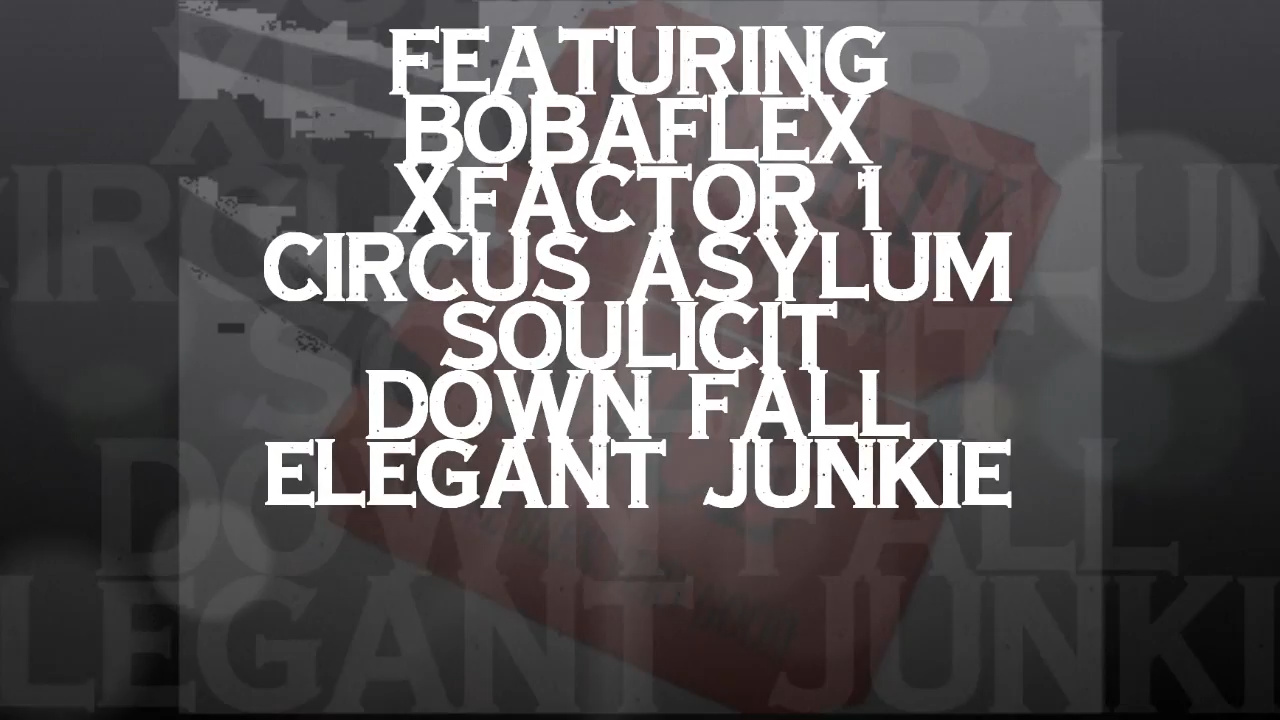 FEATURING
BOBAFLEX
XFACTOR 1
CIRCUS ASYLUM
SOULICIT
DOWN FALL
ELEGANT JUNKIE